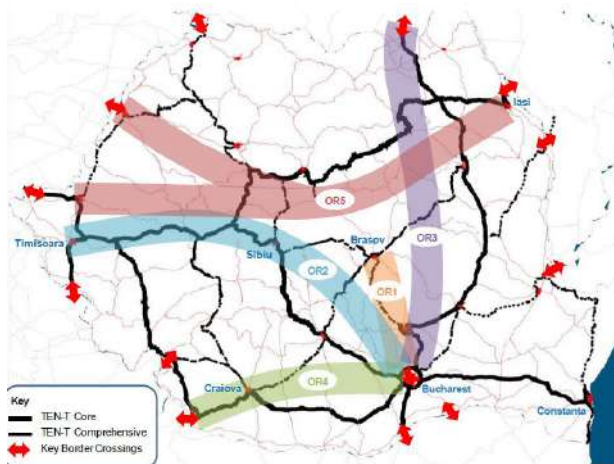 Iasi
OR5
Timisoara
Sibiu
Brasov
OR3
OR2
OR1
Craiova
OR4
Bucharest
Constanta
Key
TEN-T Core
TEN-T Comprehensive
Key Border Crossings